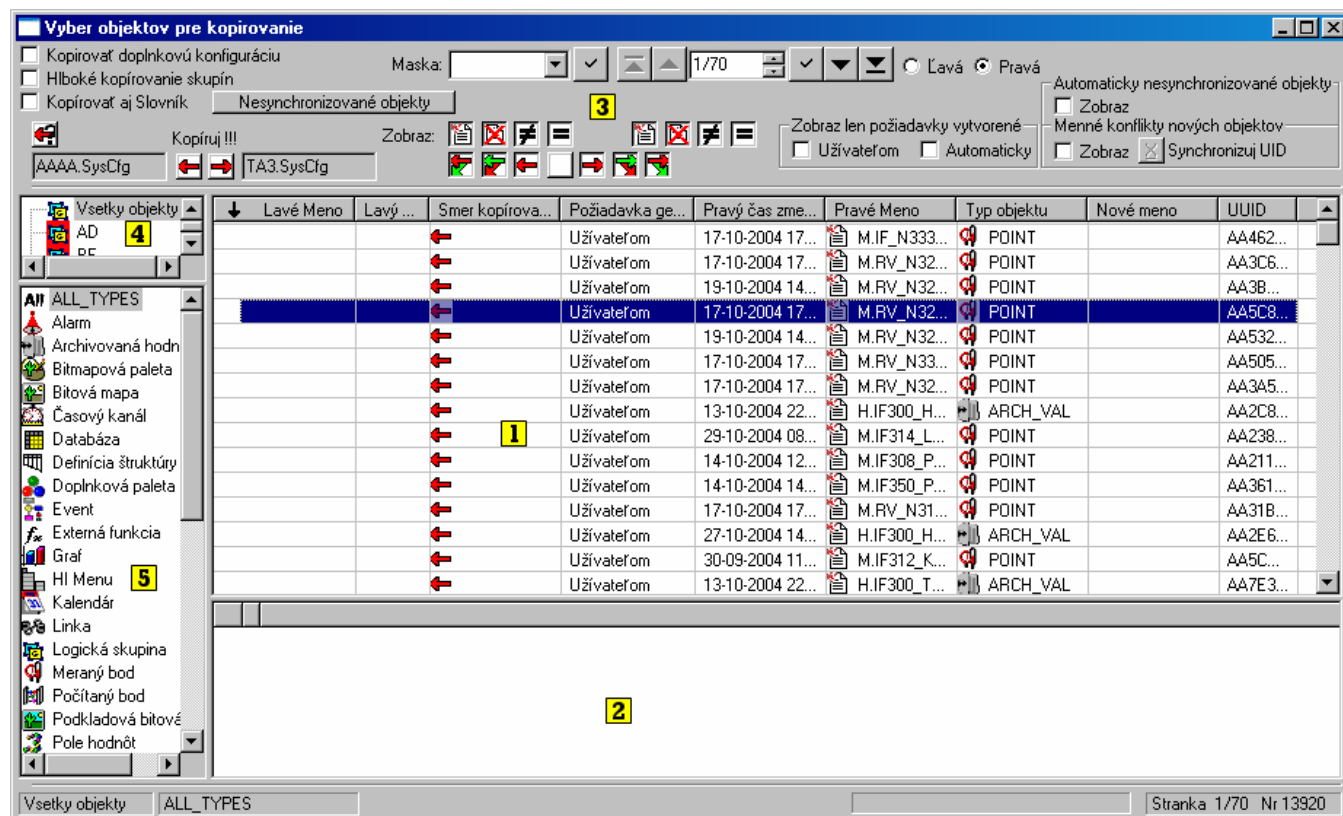 Vyber objektov pre kopirovanie
Kopirovať doplnkovú konfiguráciu
Hlboké kopírovanie skupín
Kopírovať aj Slovník
Nesynchronizované objekty
Maska:
1/70
Ľavá
Pravá
3
Automaticky nesynchronizované objekty
Zobraz
Kopíruj !!!
Zobraz:
Zobraz len požiadavky vytvorené
Užívateľom
Automaticky
Menné konflikty nových objektov
Zobraz
Synchronizuj UID
AAAA.SysCfg
TA3.SysCfg
Vsetky objekty
AD
4
Lavé Meno Lavý ... Smer kopírova... Požiadavka ge... Pravý čas zme... Pravé Meno Typ objektu Nové meno UUID
Užívateľom 17-10-2004 17... M.IF_N333... POINT AA462...
Užívateľom 17-10-2004 17... M.RV_N32... POINT AA3C6...
Užívateľom 19-10-2004 14... M.RV_N32... POINT AA3B...
Užívateľom 17-10-2004 17... M.RV_N32... POINT AA5C8...
Užívateľom 19-10-2004 14... M.RV_N32... POINT AA532...
Užívateľom 17-10-2004 17... M.RV_N33... POINT AA505...
Užívateľom 17-10-2004 17... M.RV_N32... POINT AA3A5...
Užívateľom 13-10-2004 22... H.IF300_H... ARCH_VAL AA2C8...
1
Užívateľom 29-10-2004 08... M.IF314_L... POINT AA238...
Užívateľom 14-10-2004 12... M.IF308_P... POINT AA211...
Užívateľom 14-10-2004 14... M.IF350_P... POINT AA361...
Užívateľom 17-10-2004 17... M.RV_N31... POINT AA31B...
Užívateľom 27-10-2004 14... H.IF300_H... ARCH_VAL AA2E6...
Užívateľom 30-09-2004 11... M.IF312_K... POINT AA5C...
Užívateľom 13-10-2004 22... H.IF300_T... ARCH_VAL AA7E3...
All ALL_TYPES
Alarm
Archivovaná hodn
Bitmapová paleta
Bitová mapa
Časový kanál
Databáza
Definícia štruktúry
Doplnková paleta
Event
Externá funkcia
Graf
HI Menu
5
Kalendár
Linka
Logická skupina
Meraný bod
Počítaný bod
Podkladová bitová
Pole hodnôt
2
Vsetky objekty
ALL_TYPES
Stranka 1/70 Nr 13920